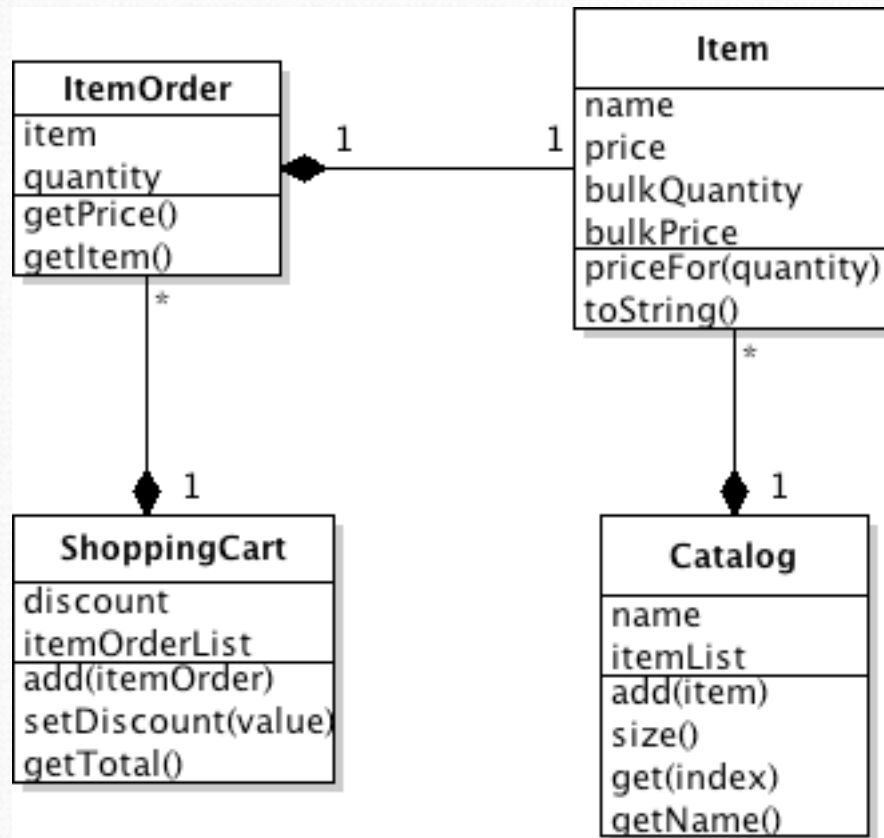 ItemOrder
item
quantity
getPrice()
getItem()
1
1
Item
name
price
bulkQuantity
bulkPrice
priceFor(quantity)
toString()
*
*
1
1
ShoppingCart
discount
itemOrderList
add(itemOrder)
setDiscount(value)
getTotal()
Catalog
name
itemList
add(item)
size()
get(index)
getName()